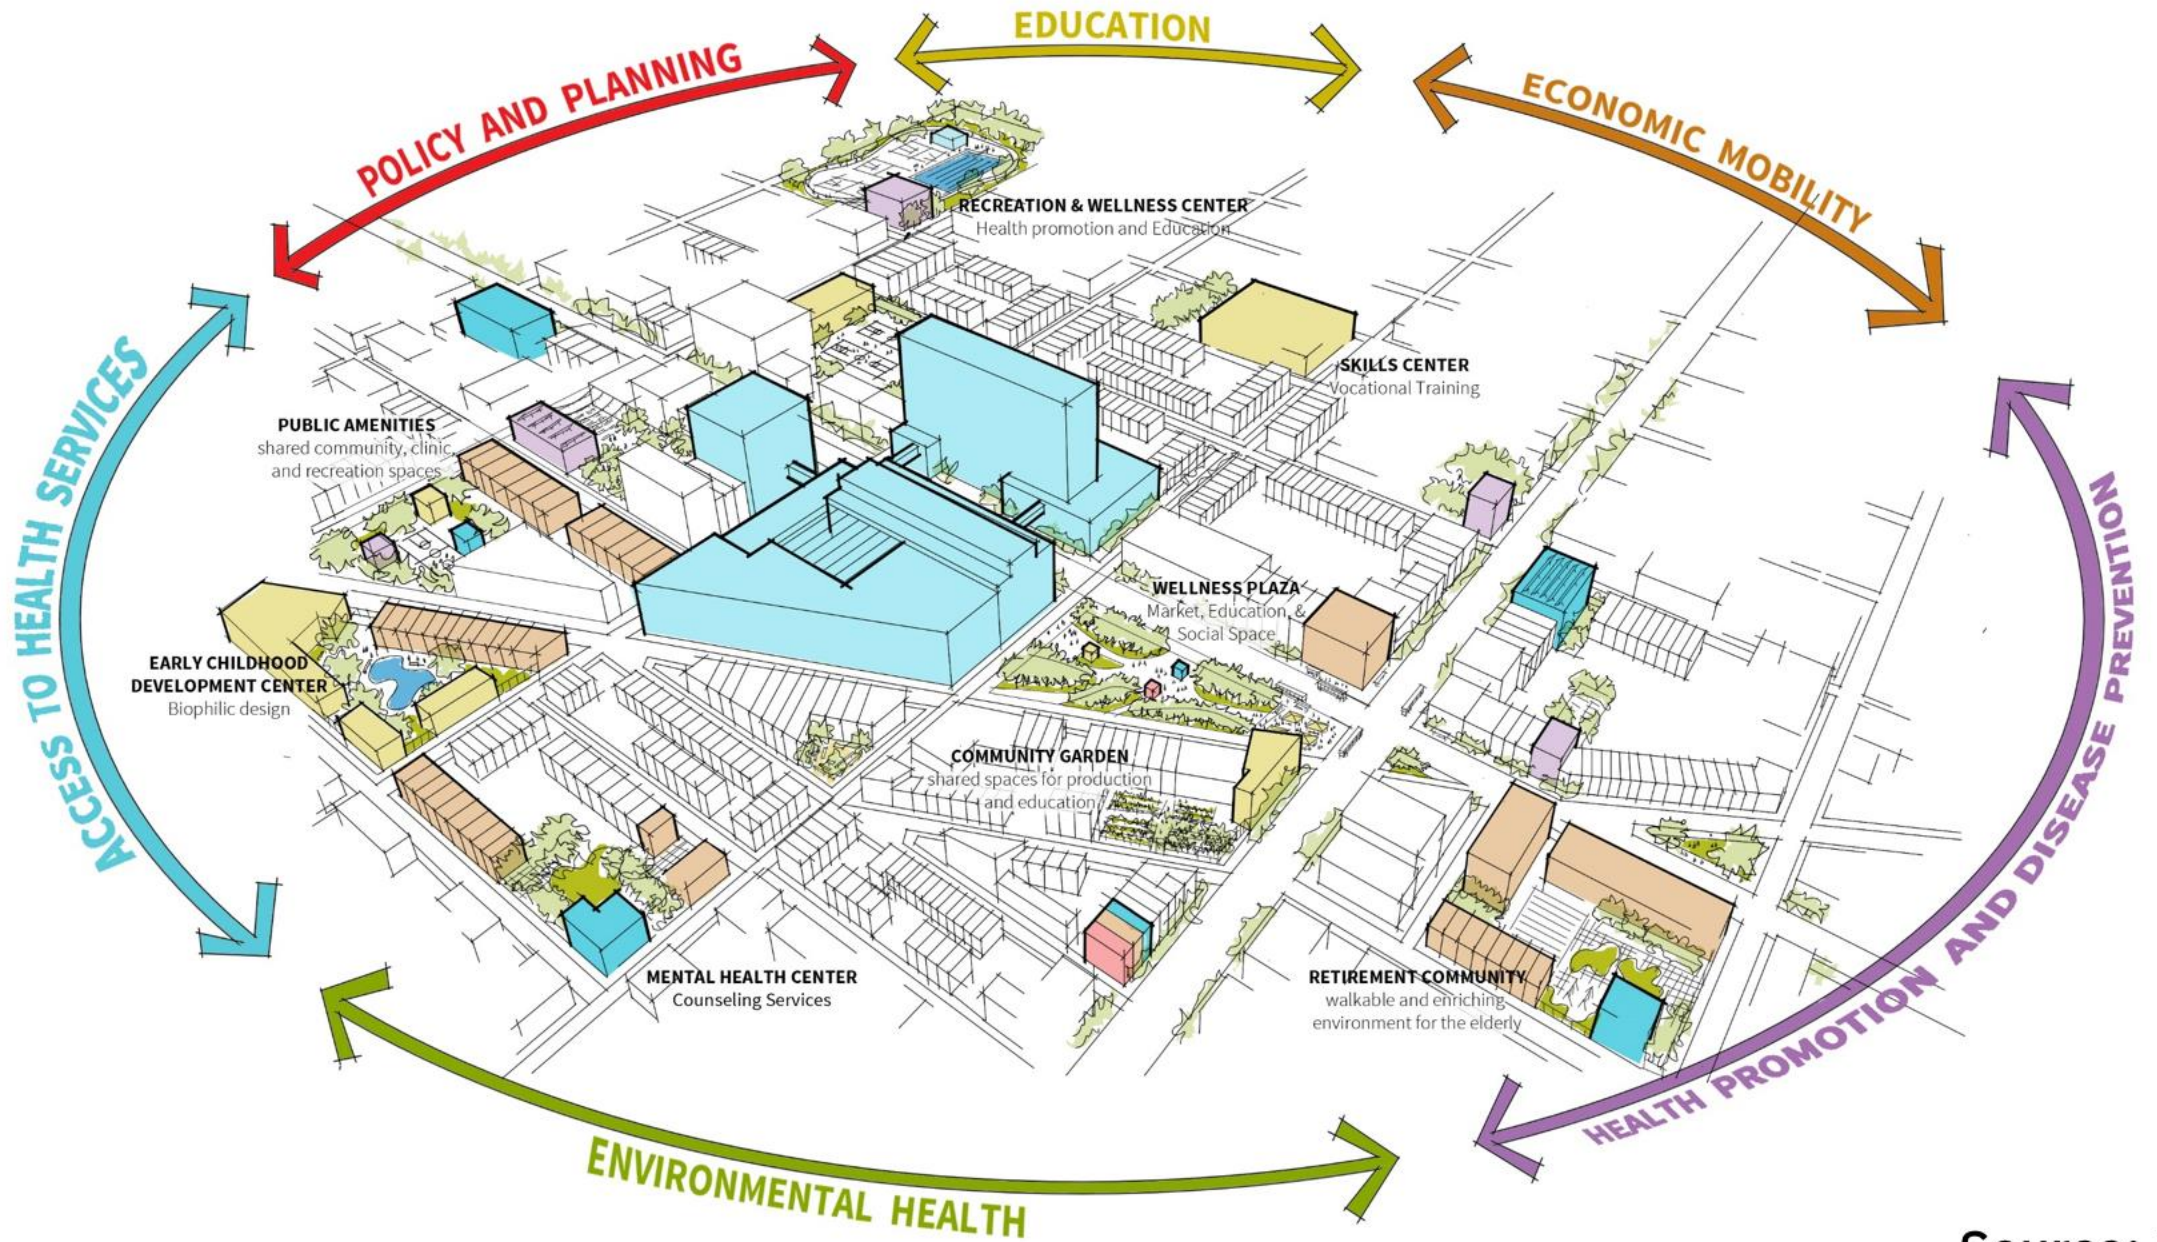 EDUCATION
POLICY AND PLANNING
ECONOMIC MOBILITY
RECREATION & WELLNESS CENTER
Health promotion and Education
SKILLS CENTER
Vocational Training
PUBLIC AMENITIES
shared community, clinic,
and recreation spaces
ACCESS TO HEALTH SERVICES
HEALTH PROMOTION AND DISEASE PREVENTION
WELLNESS PLAZA
Market, Education, &
Social Space
EARLY CHILDHOOD
DEVELOPMENT CENTER
Biophilic design
COMMUNITY GARDEN
shared spaces for production
and education
MENTAL HEALTH CENTER
Counseling Services
RETIREMENT COMMUNITY
walkable and enriching
environment for the elderly
ENVIRONMENTAL HEALTH